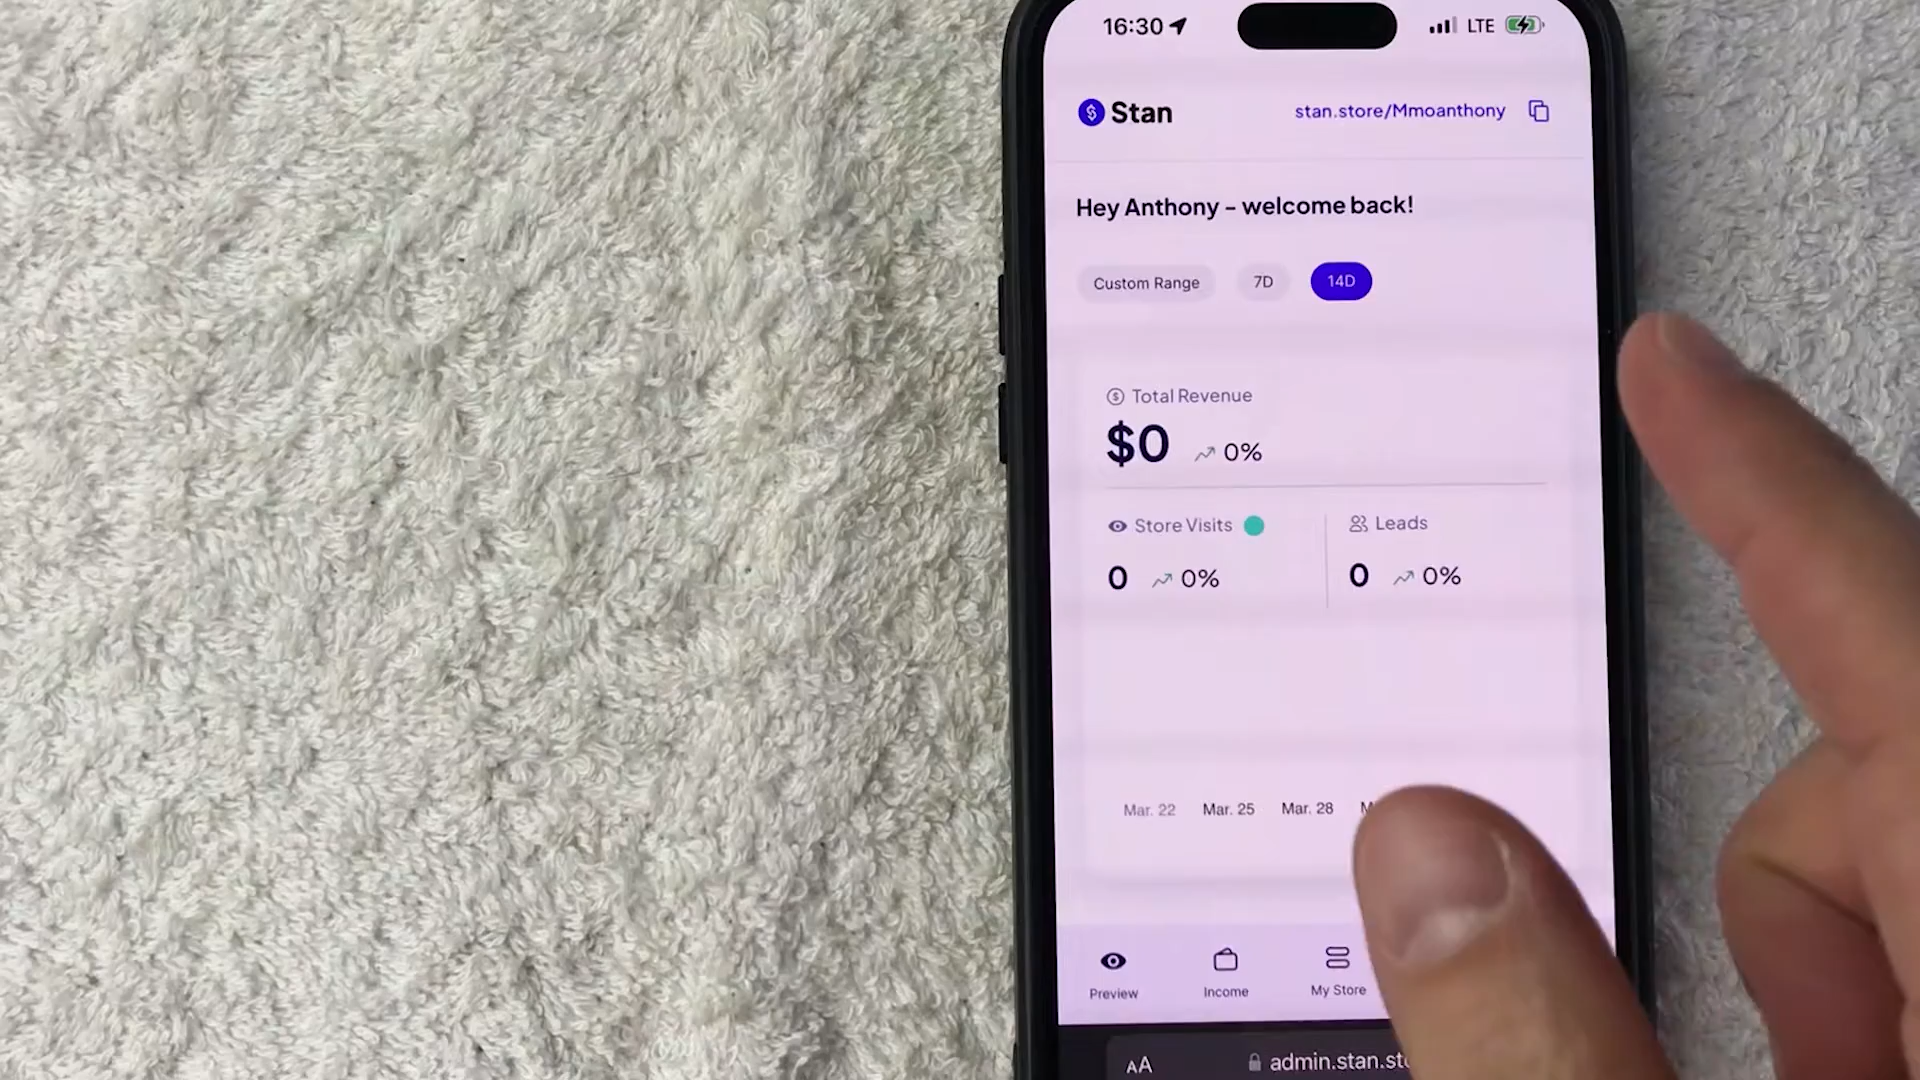 16:30 LTE
Stan stan.store/Mmoanthony
Hey Anthony – welcome back!
Custom Range 7D 14D
Total Revenue
$0 0%
Store Visits Leads
0 0% 0 0%
Mar. 22 Mar. 25 Mar. 28
Preview Income My Store
AA admin.stan.sto